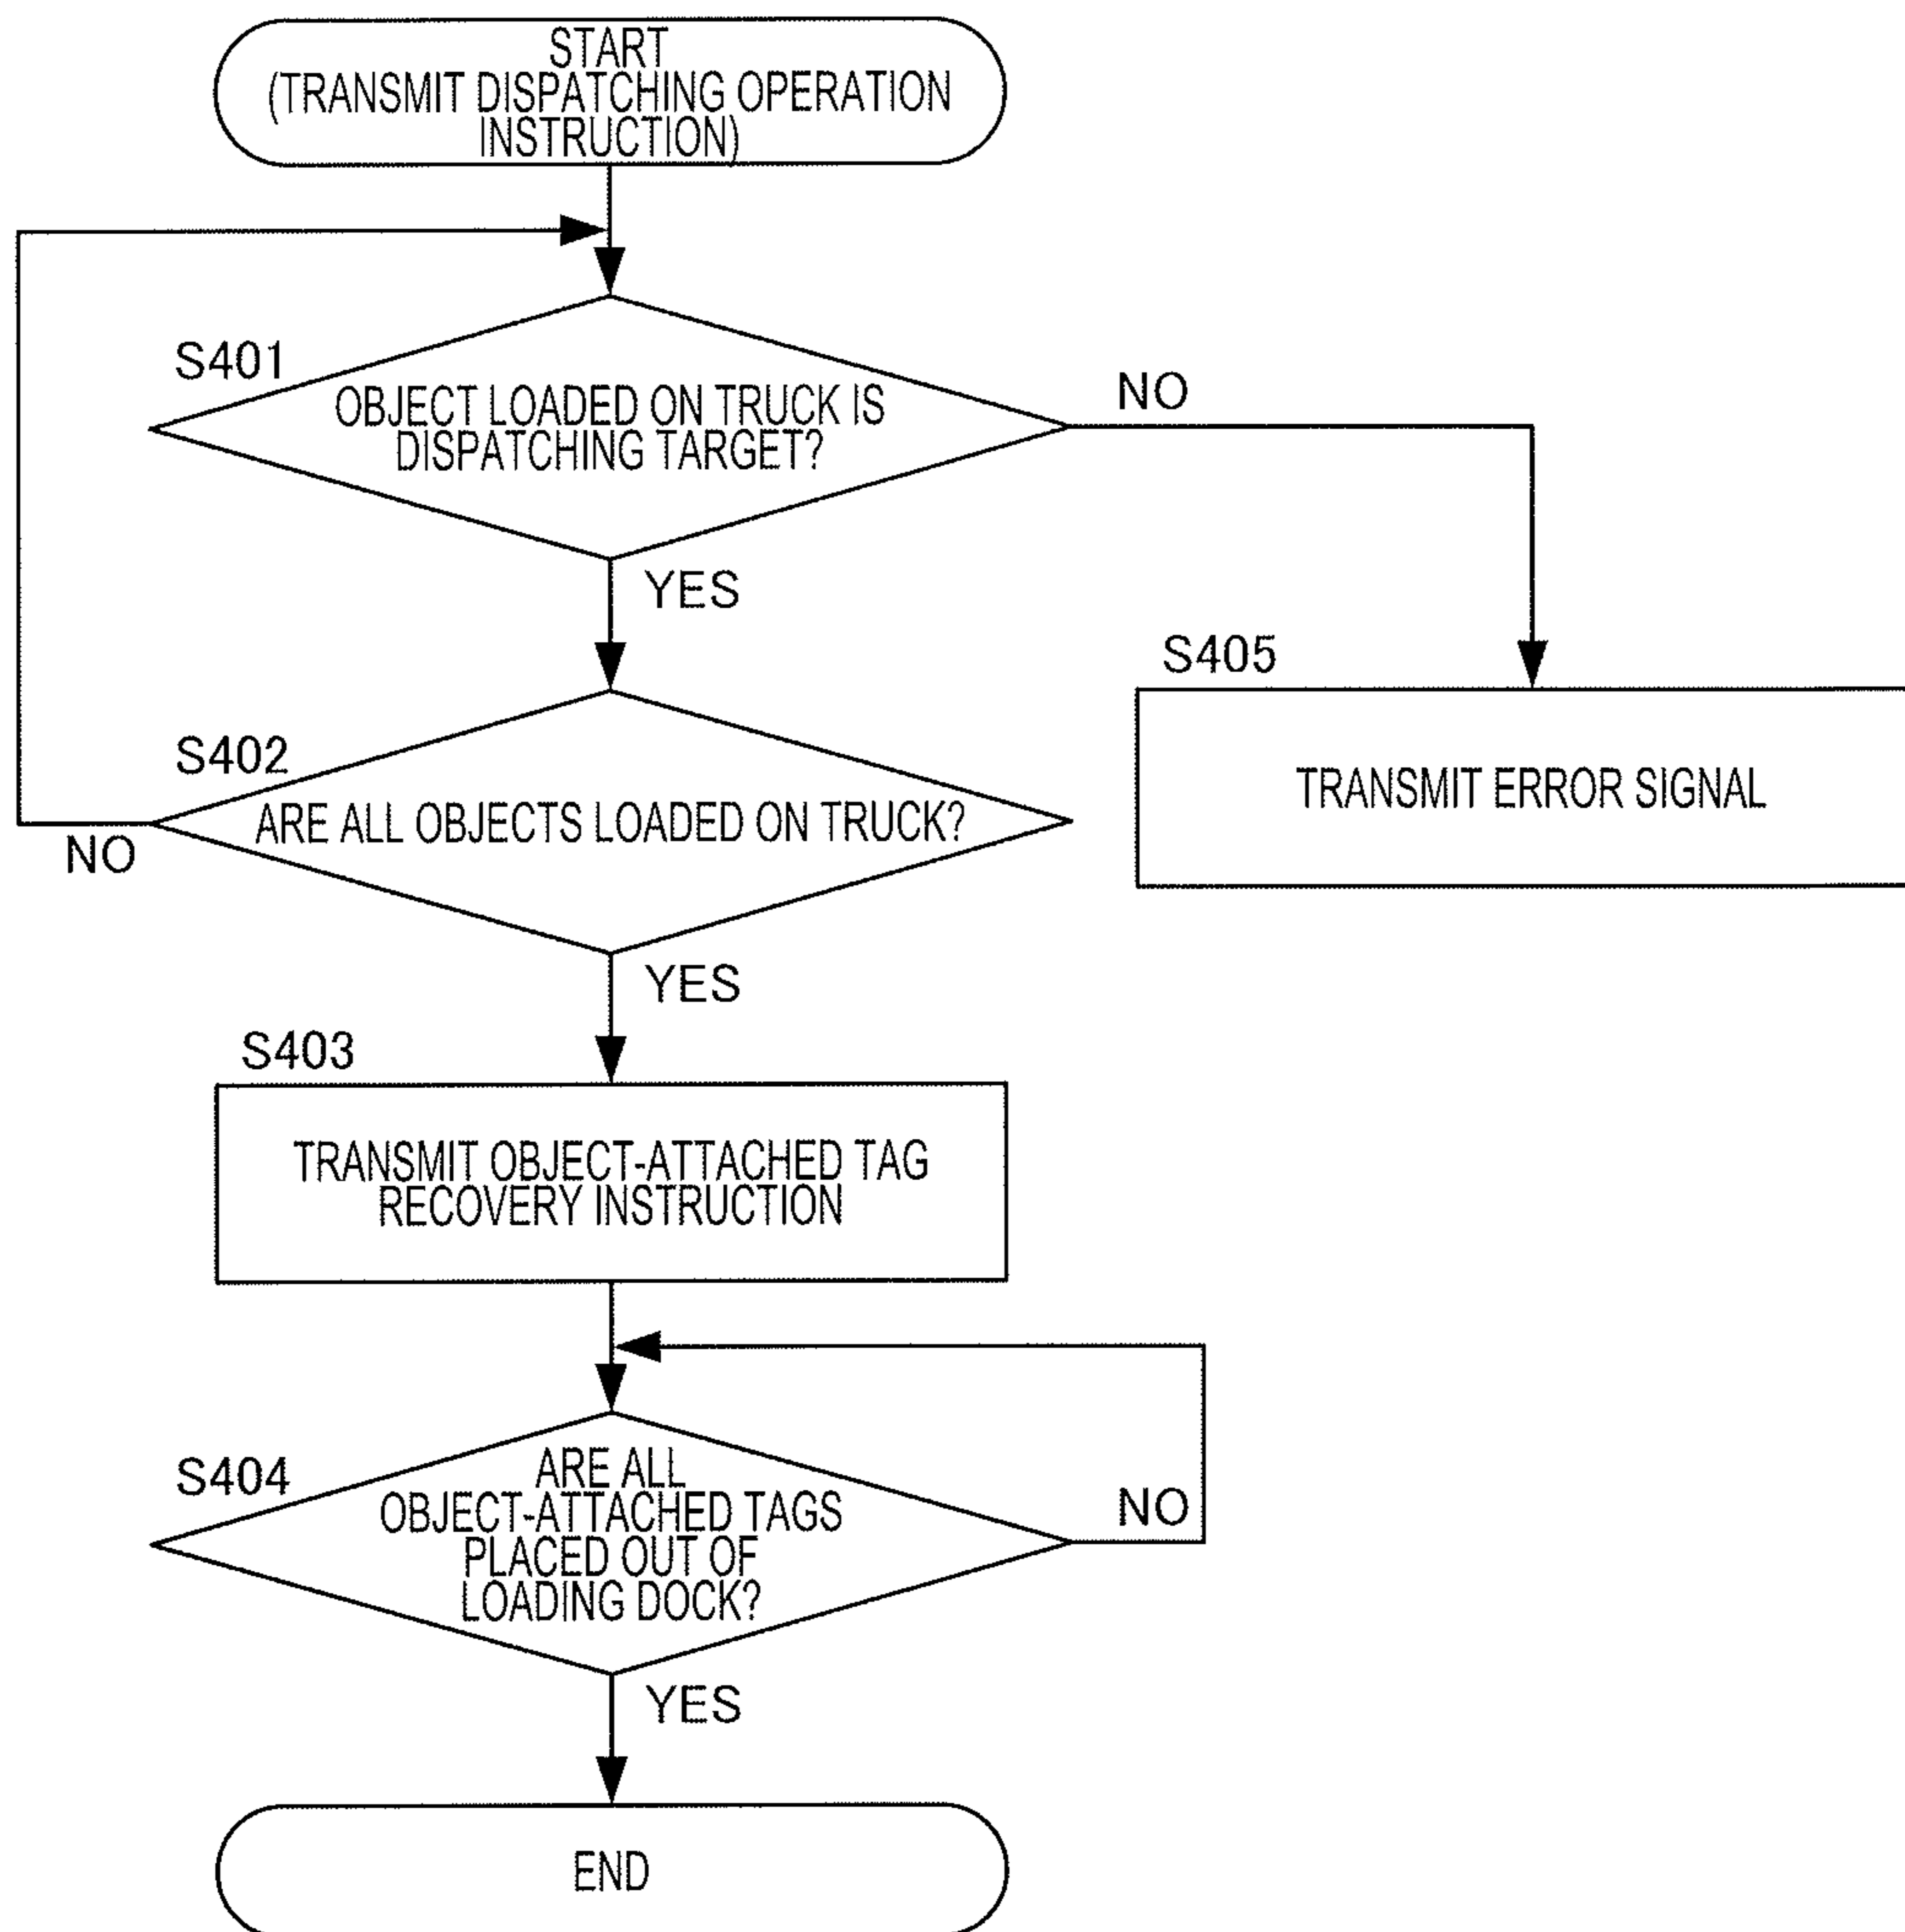 START
(TRANSMIT DISPATCHING OPERATION
INSTRUCTION)
S401
OBJECT LOADED ON TRUCK IS
DISPATCHING TARGET?
NO
YES
S405
TRANSMIT ERROR SIGNAL
S402
ARE ALL OBJECTS LOADED ON TRUCK?
NO
YES
S403
TRANSMIT OBJECT-ATTACHED TAG
RECOVERY INSTRUCTION
S404
ARE ALL
OBJECT-ATTACHED TAGS
PLACED OUT OF
LOADING DOCK?
NO
YES
END